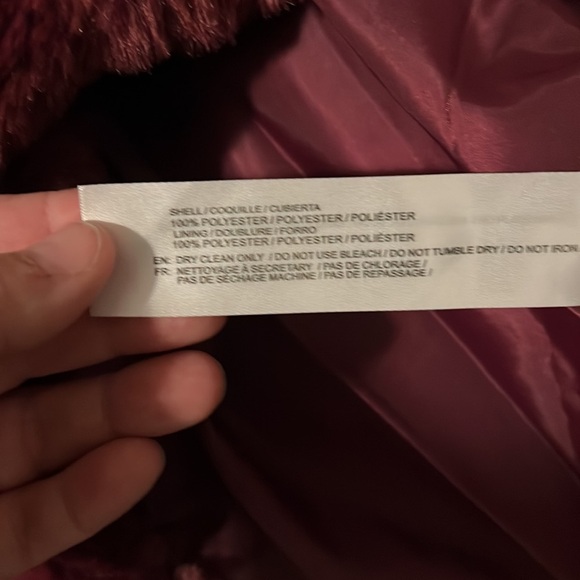 SHELL / COQUILLE / CUBIERTA
100% POLYESTER / POLYESTER / POLIÉSTER
LINING / DOUBLURE / FORRO
100% POLYESTER / POLYESTER / POLIÉSTER
EN: DRY CLEAN ONLY / DO NOT USE BLEACH / DO NOT TUMBLE DRY / DO NOT IRON
FR: NETTOYAGE À SECRETARY / PAS DE CHLORAGE /
PAS DE SÉCHAGE MACHINE / PAS DE REPASSAGE /